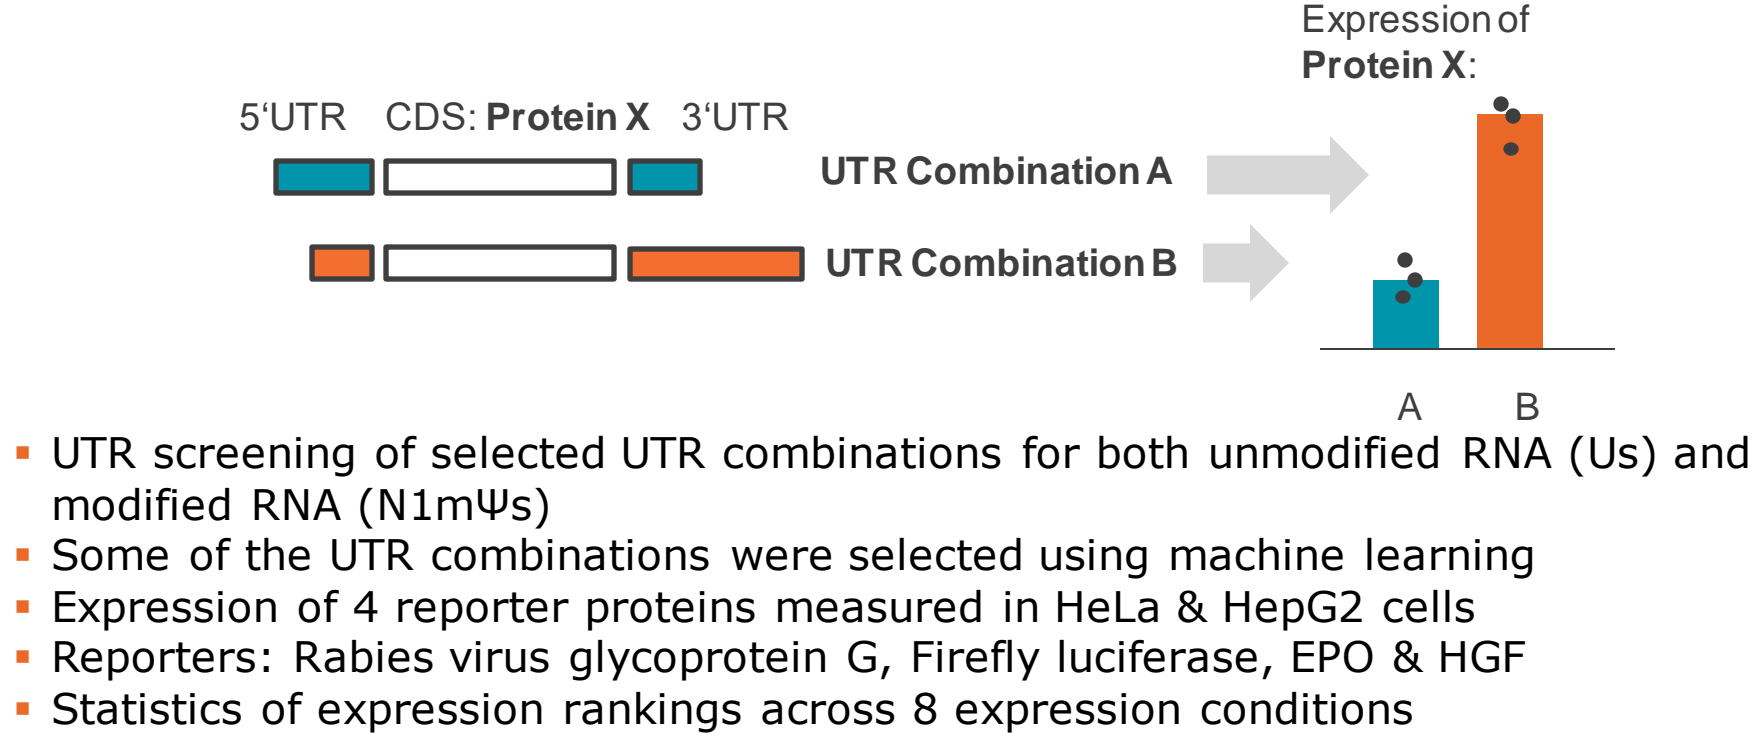 Expression of
Protein X:
5‘UTR CDS: Protein X 3‘UTR
UTR Combination A
UTR Combination B
A B
▪ UTR screening of selected UTR combinations for both unmodified RNA (Us) and
modified RNA (N1mΨs)
▪ Some of the UTR combinations were selected using machine learning
▪ Expression of 4 reporter proteins measured in HeLa & HepG2 cells
▪ Reporters: Rabies virus glycoprotein G, Firefly luciferase, EPO & HGF
▪ Statistics of expression rankings across 8 expression conditions